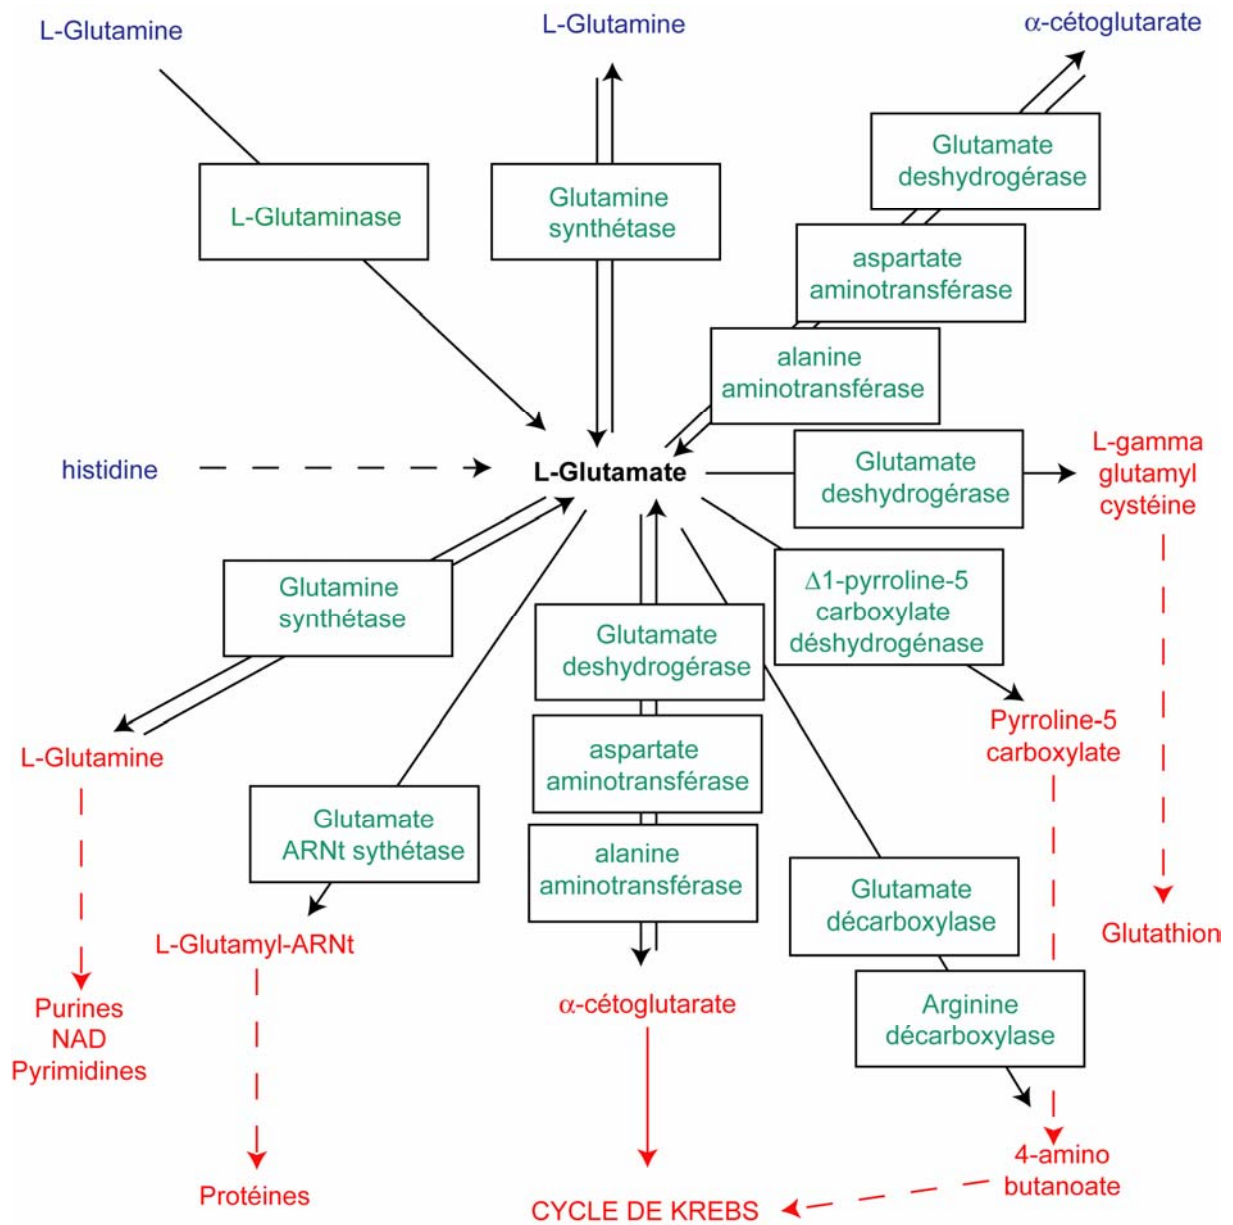 L-Glutamine
L-Glutamine
α-cétoglutarate
Glutamate
deshydrogérase
L-Glutaminase
Glutamine
synthétase
aspartate
aminotransférase
alanine
aminotransférase
histidine
L-Glutamate
Glutamate
deshydrogérase
L-gamma
glutamyl
cystéine
Glutamine
synthétase
Glutamate
deshydrogérase
Δ1-pyrroline-5
carboxylate
déshydrogénase
L-Glutamine
aspartate
aminotransférase
Pyrroline-5
carboxylate
Glutamate
ARNt sythétase
alanine
aminotransférase
Glutamate
décarboxylase
Glutathion
L-Glutamyl-ARNt
Purines
NAD
Pyrimidines
α-cétoglutarate
Arginine
décarboxylase
Protéines
CYCLE DE KREBS
4-amino
butanoate